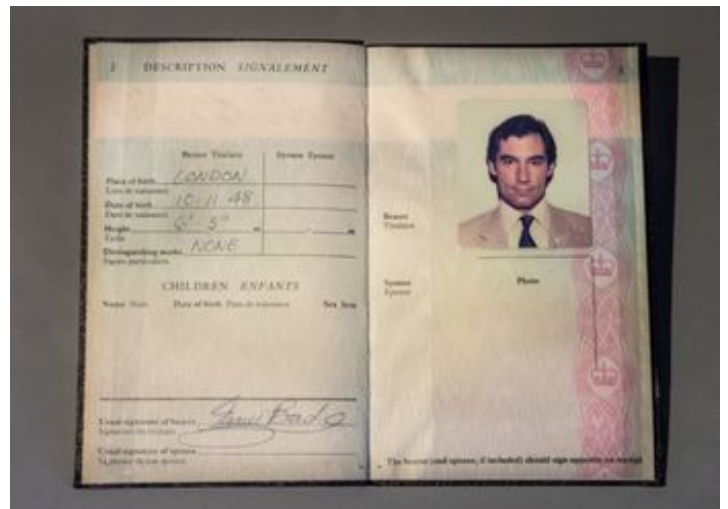 2 DESCRIPTION SIGNALEMENT
Bearer Titulaire Spouse Epouse
Place of birth LONDON
Lieu de naissance
Date of birth 10·11·48
Date de naissance
Height 6' 5"
Taille
Distinguishing marks NONE
Signes particuliers
CHILDREN ENFANTS
Name Nom Date of birth Date de naissance Sex Sexe
Usual signature of bearer
Signature du titulaire
Usual signature of spouse
Signature de son épouse
3
Bearer
Titulaire
Spouse
Epouse
Photo
The bearer (and spouse, if included) should sign opposite on receipt